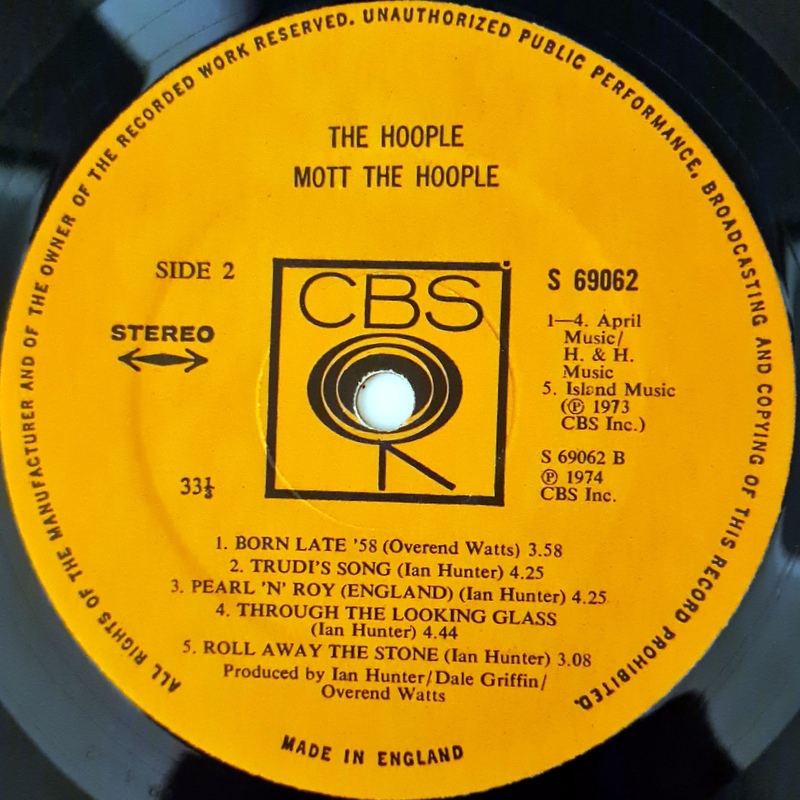 ALL RIGHTS OF THE MANUFACTURER AND OF THE OWNER OF THE RECORDED WORK RESERVED. UNAUTHORIZED PUBLIC PERFORMANCE, BROADCASTING AND COPYING OF THIS RECORD PROHIBITED.
THE HOOPLE
MOTT THE HOOPLE
SIDE 2
STEREO
33⅓
CBS
S 69062
1—4. April
Music/
H. & H.
Music
5. Island Music
(℗ 1973
CBS Inc.)
S 69062 B
℗ 1974
CBS Inc.
1. BORN LATE '58 (Overend Watts) 3.58
2. TRUDI'S SONG (Ian Hunter) 4.25
3. PEARL 'N' ROY (ENGLAND) (Ian Hunter) 4.25
4. THROUGH THE LOOKING GLASS
(Ian Hunter) 4.44
5. ROLL AWAY THE STONE (Ian Hunter) 3.08
Produced by Ian Hunter/Dale Griffin/
Overend Watts
MADE IN ENGLAND